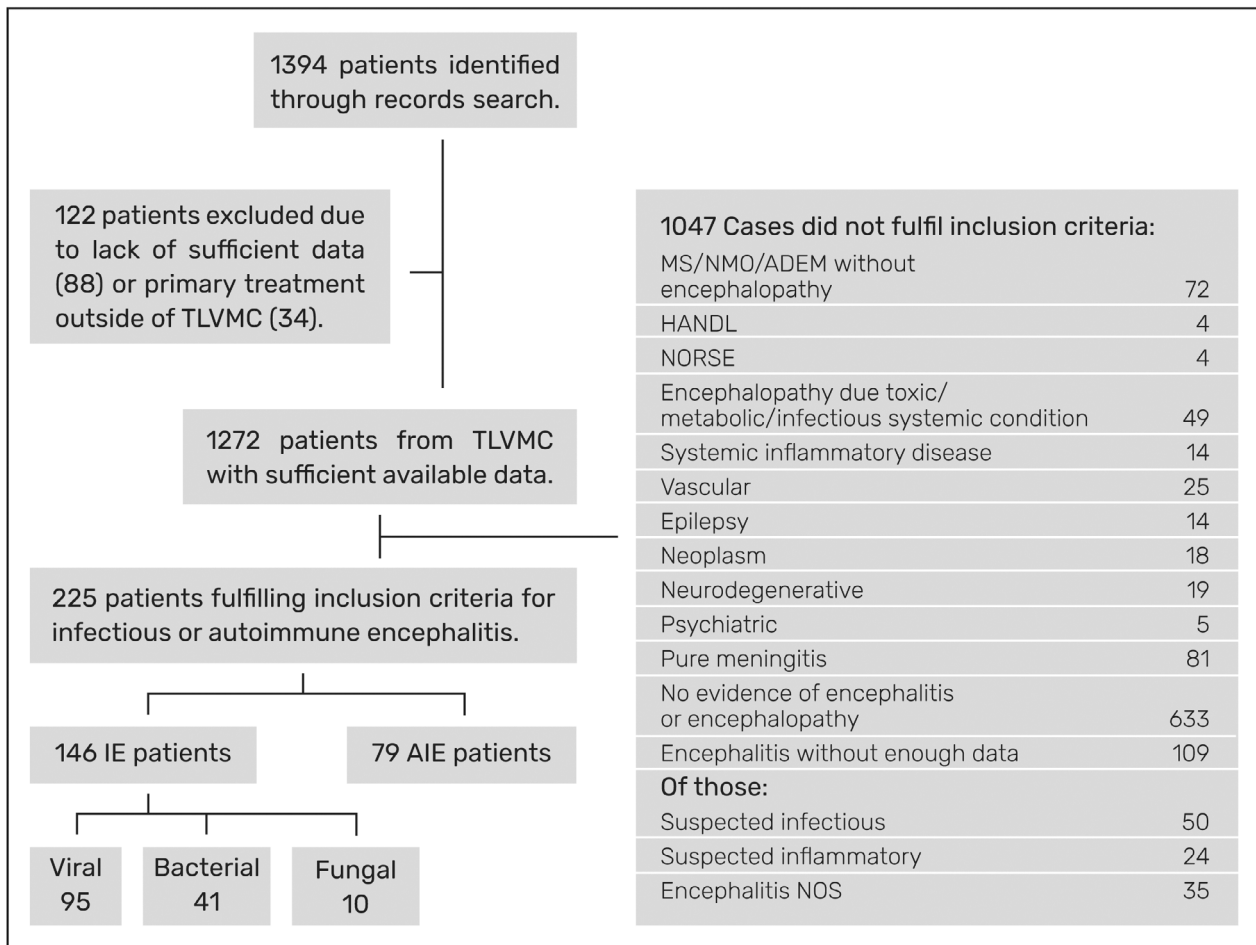 1394 patients identified
through records search.
122 patients excluded due
to lack of sufficient data
(88) or primary treatment
outside of TLVMC (34).
1272 patients from TLVMC
with sufficient available data.
225 patients fulfilling inclusion criteria for
infectious or autoimmune encephalitis.
146 IE patients
79 AIE patients
Viral
95
Bacterial
41
Fungal
10
1047 Cases did not fulfil inclusion criteria:
MS/NMO/ADEM without
encephalopathy 72
HANDL 4
NORSE 4
Encephalopathy due toxic/
metabolic/infectious systemic condition 49
Systemic inflammatory disease 14
Vascular 25
Epilepsy 14
Neoplasm 18
Neurodegenerative 19
Psychiatric 5
Pure meningitis 81
No evidence of encephalitis
or encephalopathy 633
Encephalitis without enough data 109
Of those:
Suspected infectious 50
Suspected inflammatory 24
Encephalitis NOS 35